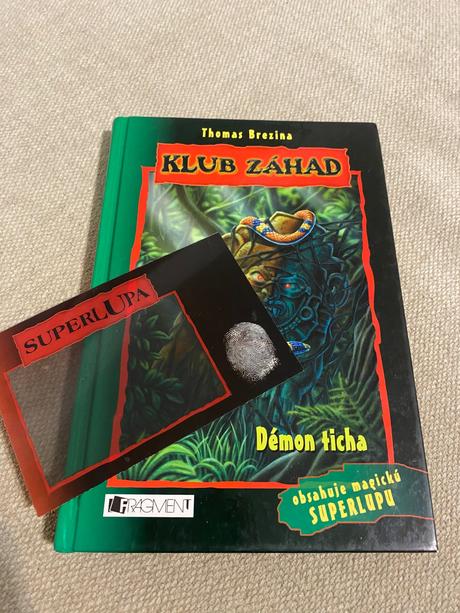 Thomas Brezina
KLUB ZÁHAD
SUPERLUPA
Démon ticha
obsahuje magickú
SUPERLUPU
FRAGMENT